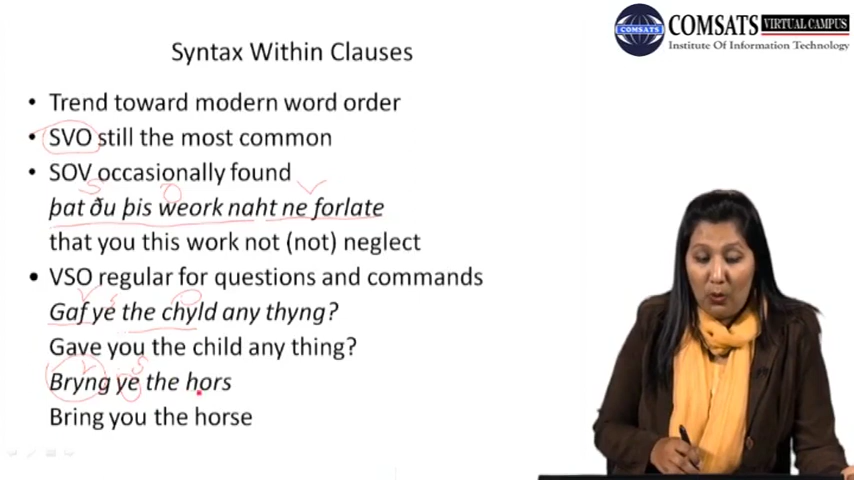 COMSATS VIRTUAL CAMPUS
COMSATS
Institute Of Information Technology
Syntax Within Clauses
• Trend toward modern word order
• SVO still the most common
• SOV occasionally found
S O V
þat ðu þis weork naht ne forlate
that you this work not (not) neglect
• VSO regular for questions and commands
V S O
Gaf ye the chyld any thyng?
Gave you the child any thing?
V S
Bryng ye the hors
Bring you the horse